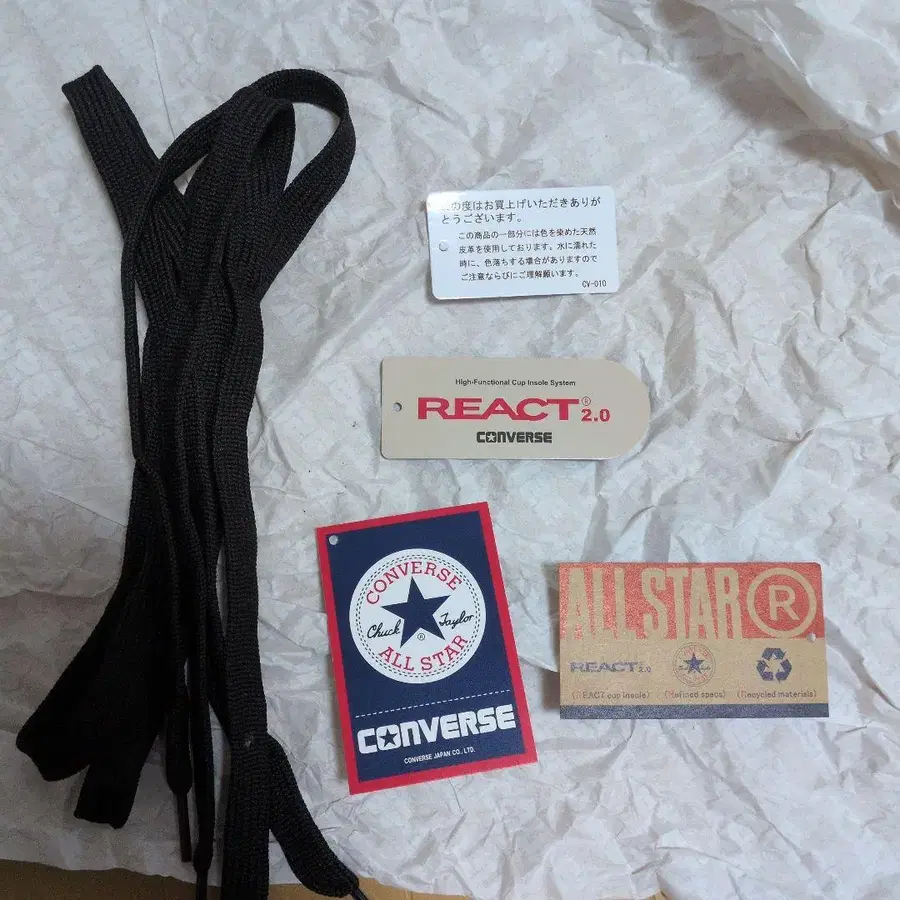 この度はお買上げいただきありが
とうございます。
この商品の一部分には色を染めた天然
皮革を使用しております。水に濡れた
時に、色落ちする場合がありますので
ご注意ならびにご理解願います。
CV-010
High-Functional Cup Insole System
REACT® 2.0
CONVERSE
CONVERSE
Chuck Taylor
®
ALL STAR
CONVERSE
CONVERSE JAPAN CO., LTD.
ALL STAR ®
REACT 2.0
(REACT cup insole) (Refined specs) (Recycled materials)